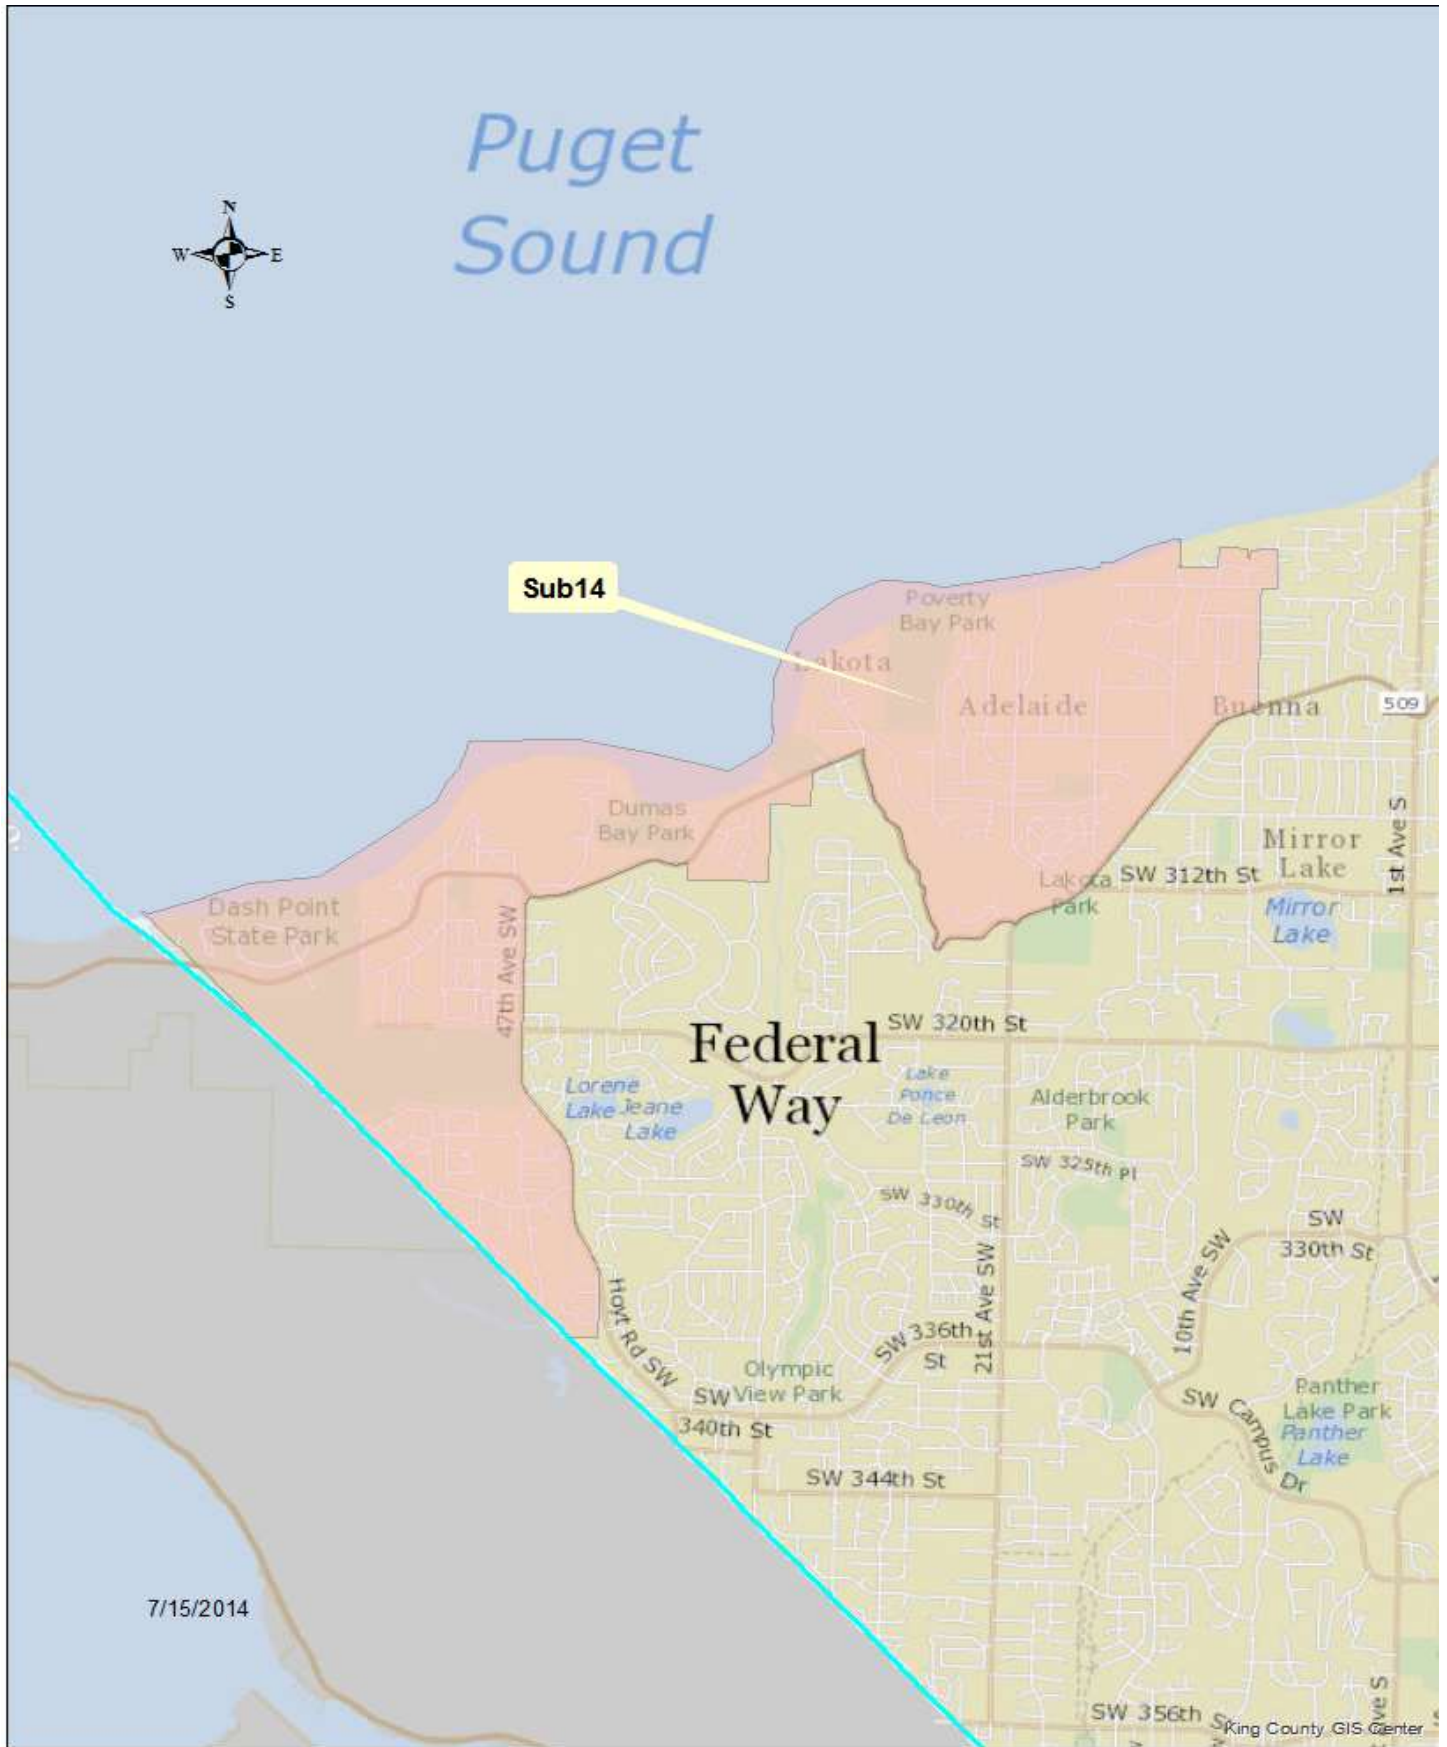 Puget
Sound
N
W
E
S
Sub14
Poverty
Bay Park
Lakota
Adelaide
Buenna
509
Dumas
Bay Park
1st Ave S
Mirror
Lake
Lakota
Park
SW 312th St
Mirror
Lake
Dash Point
State Park
47th Ave SW
SW 320th St
Federal
Way
Lorene
Lake
Jeane
Lake
Lake
Ponce
De Leon
Alderbrook
Park
SW 325th Pl
SW 330th St
SW
330th St
10th Ave SW
21st Ave SW
Hoyt Rd SW
SW 336th
St
Olympic
View Park
SW
340th St
SW Campus Dr
Panther
Lake Park
Panther
Lake
SW 344th St
7/15/2014
SW 356th St
Ave S
King County GIS Center